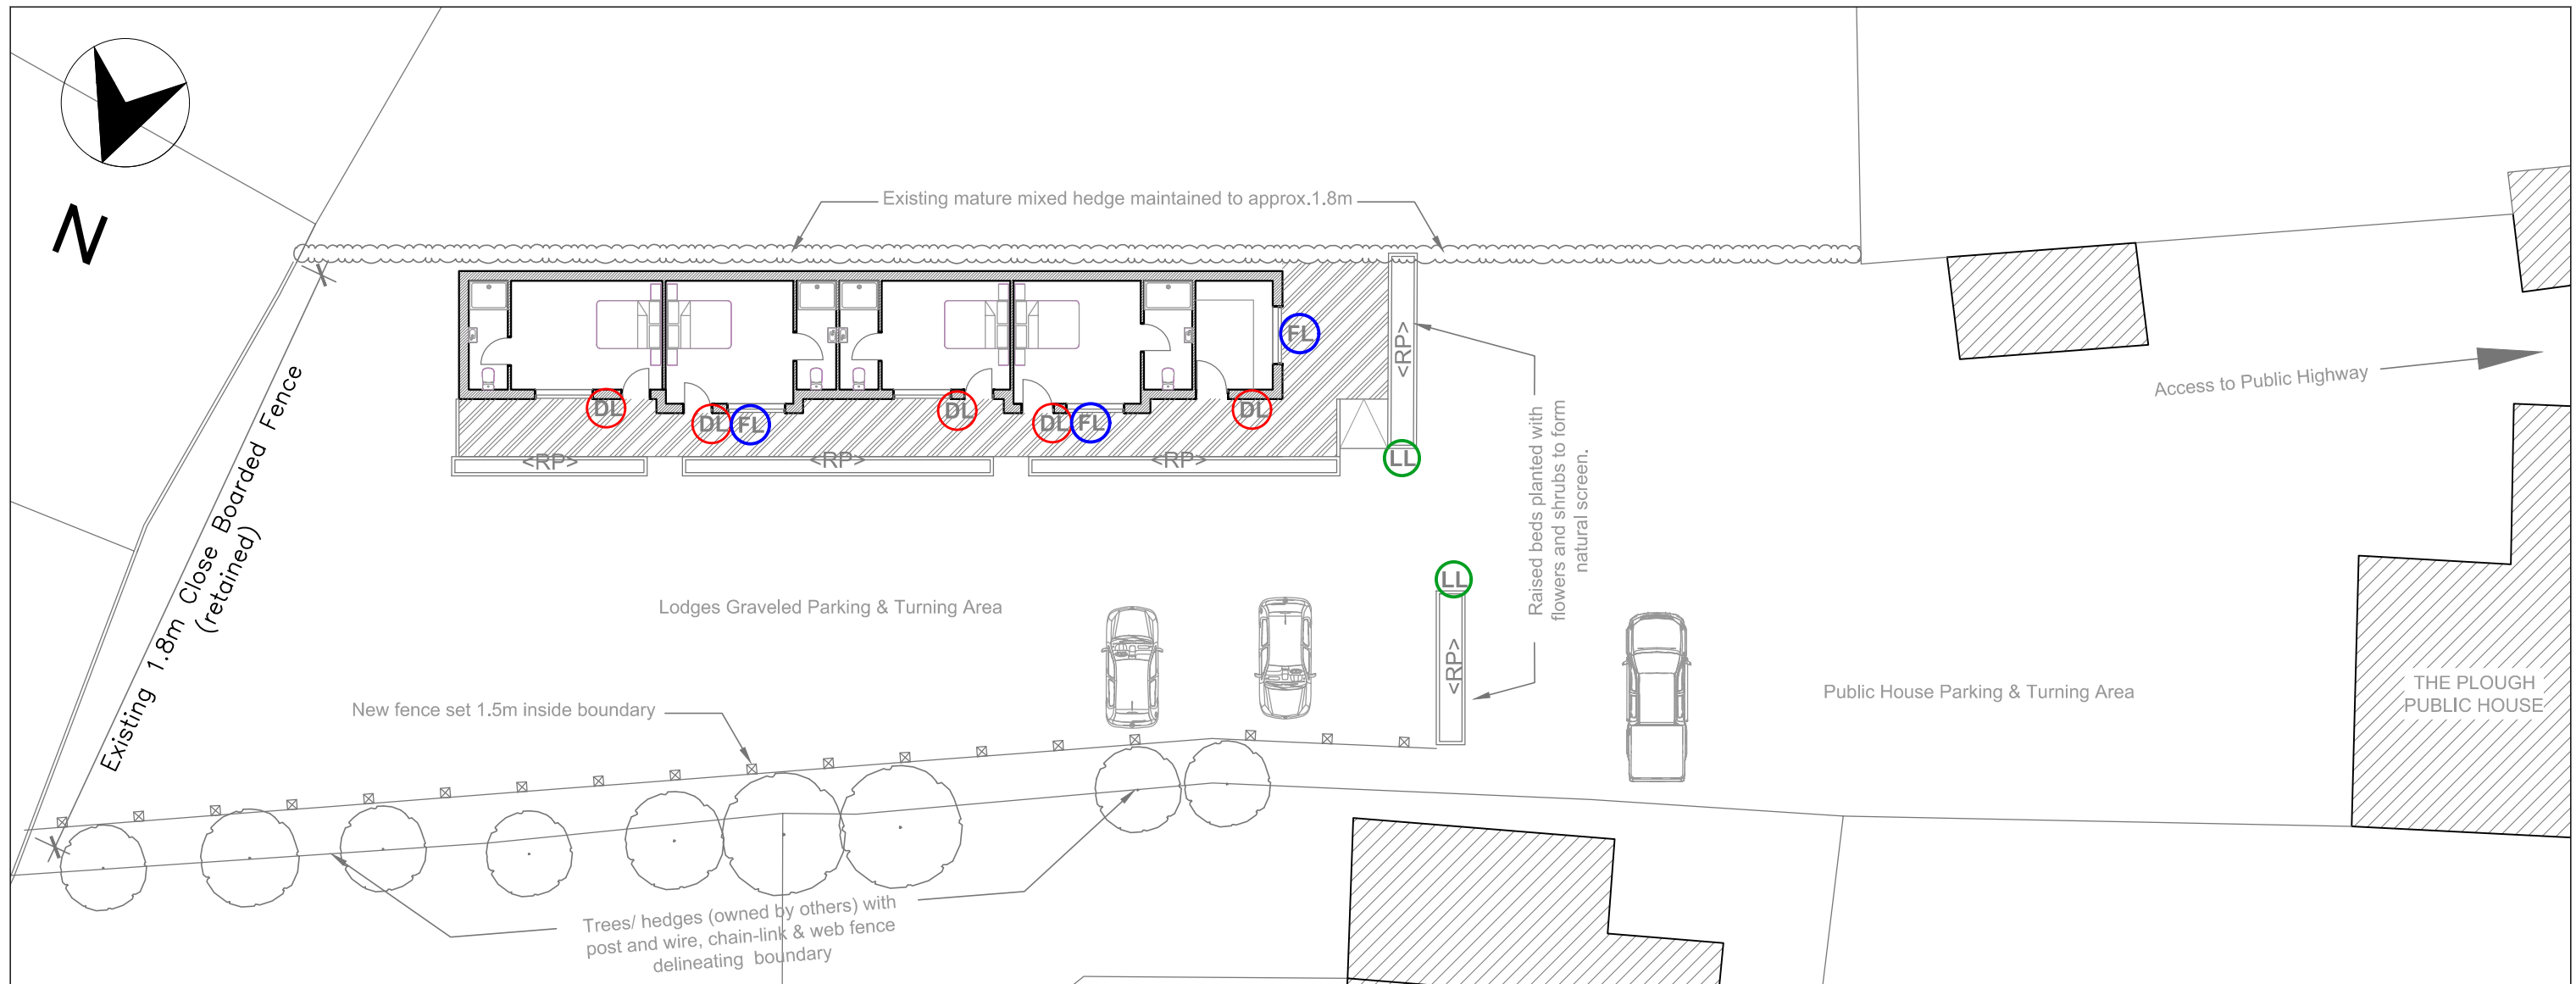 N
Existing mature mixed hedge maintained to approx.1.8m
Existing 1.8m Close Boarded Fence
(retained)
FL
<RP>
DL
DL
FL
DL
DL
FL
DL
LL
<RP>
<RP>
<RP>
Raised beds planted with
flowers and shrubs to form
natural screen.
Access to Public Highway
LL
<RP>
Lodges Graveled Parking & Turning Area
Public House Parking & Turning Area
THE PLOUGH
PUBLIC HOUSE
New fence set 1.5m inside boundary
Trees/ hedges (owned by others) with
post and wire, chain-link & web fence
delineating boundary